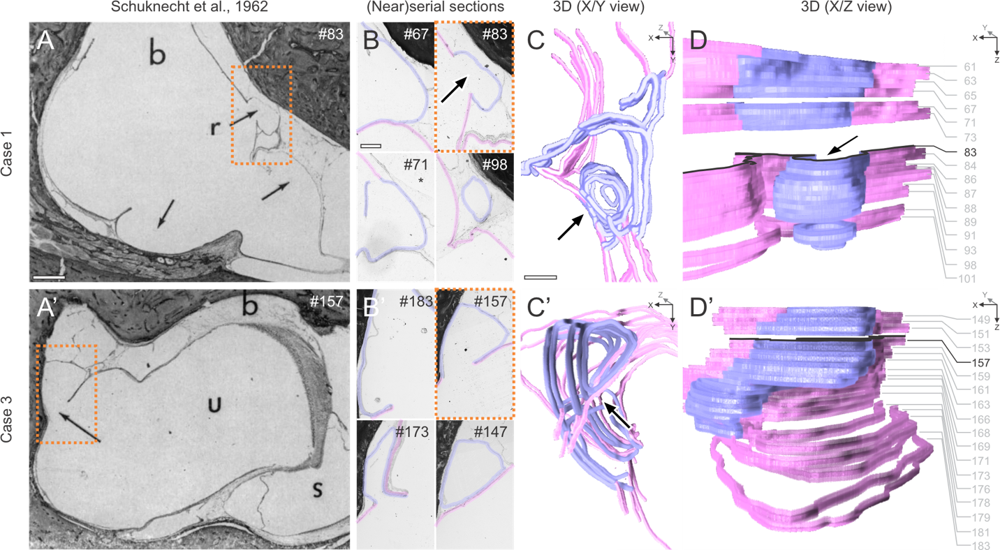 Schuknecht et al., 1962
(Near)serial sections
3D (X/Y view)
3D (X/Z view)
Case 1
A
b
#83
r
B
#67
#83
#71
*
#98
C
Z
X
Y
D
Y
X
Z
61
63
65
67
71
73
83
84
86
87
88
89
91
93
98
101
Case 3
A'
b
#157
u
s
B'
#183
#157
#173
#147
C'
Z
X
Y
D'
Y
X
Z
149
151
153
157
159
161
163
166
168
169
171
173
176
178
179
181
183